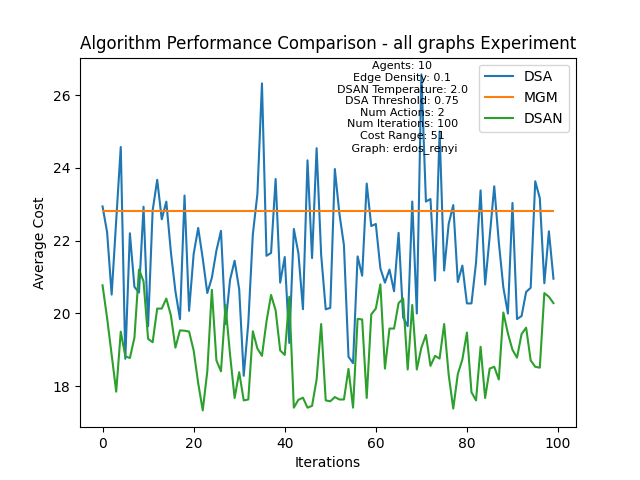 Algorithm Performance Comparison - all graphs Experiment
Agents: 10
Edge Density: 0.1
DSAN Temperature: 2.0
DSA Threshold: 0.75
Num Actions: 2
Num Iterations: 100
Cost Range: 51
Graph: erdos_renyi
DSA
MGM
DSAN
Average Cost
26
24
22
20
18
0
20
40
60
80
100
Iterations